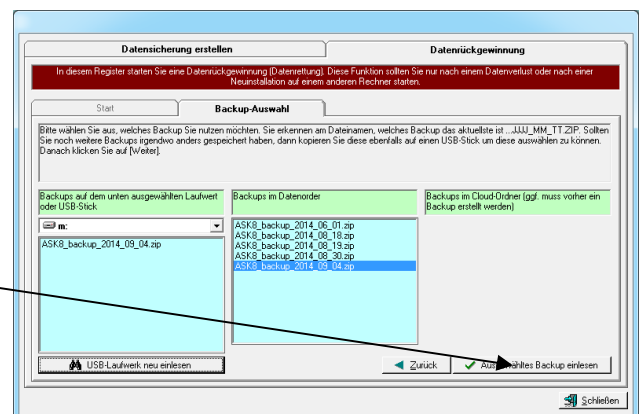 Datensicherung erstellen
Datenrückgewinnung
In diesem Register starten Sie eine Datenrückgewinnung (Datenrettung). Diese Funktion sollten Sie nur nach einem Datenverlust oder nach einer
Neuinstallation auf einem anderen Rechner starten.
Start
Backup-Auswahl
Bitte wählen Sie aus, welches Backup Sie nutzen möchten. Sie erkennen am Dateinamen, welches Backup das aktuellste ist ...JJJJ_MM_TT.ZIP. Sollten
Sie noch weitere Backups irgendwo anders gespeichert haben, dann kopieren Sie diese ebenfalls auf einen USB-Stick um diese auswählen zu können.
Danach klicken Sie auf [Weiter].
Backups auf dem unten ausgewählten Laufwert
oder USB-Stick
m:
ASK8_backup_2014_09_04.zip
Backups im Datenorder
ASK8_backup_2014_06_01.zip
ASK8_backup_2014_08_18.zip
ASK8_backup_2014_08_19.zip
ASK8_backup_2014_08_30.zip
ASK8_backup_2014_09_04.zip
Backups im Cloud-Ordner (ggf. muss vorher ein
Backup erstellt werden)
USB-Laufwerk neu einlesen
Zurück
Ausgewähltes Backup einlesen
Schließen